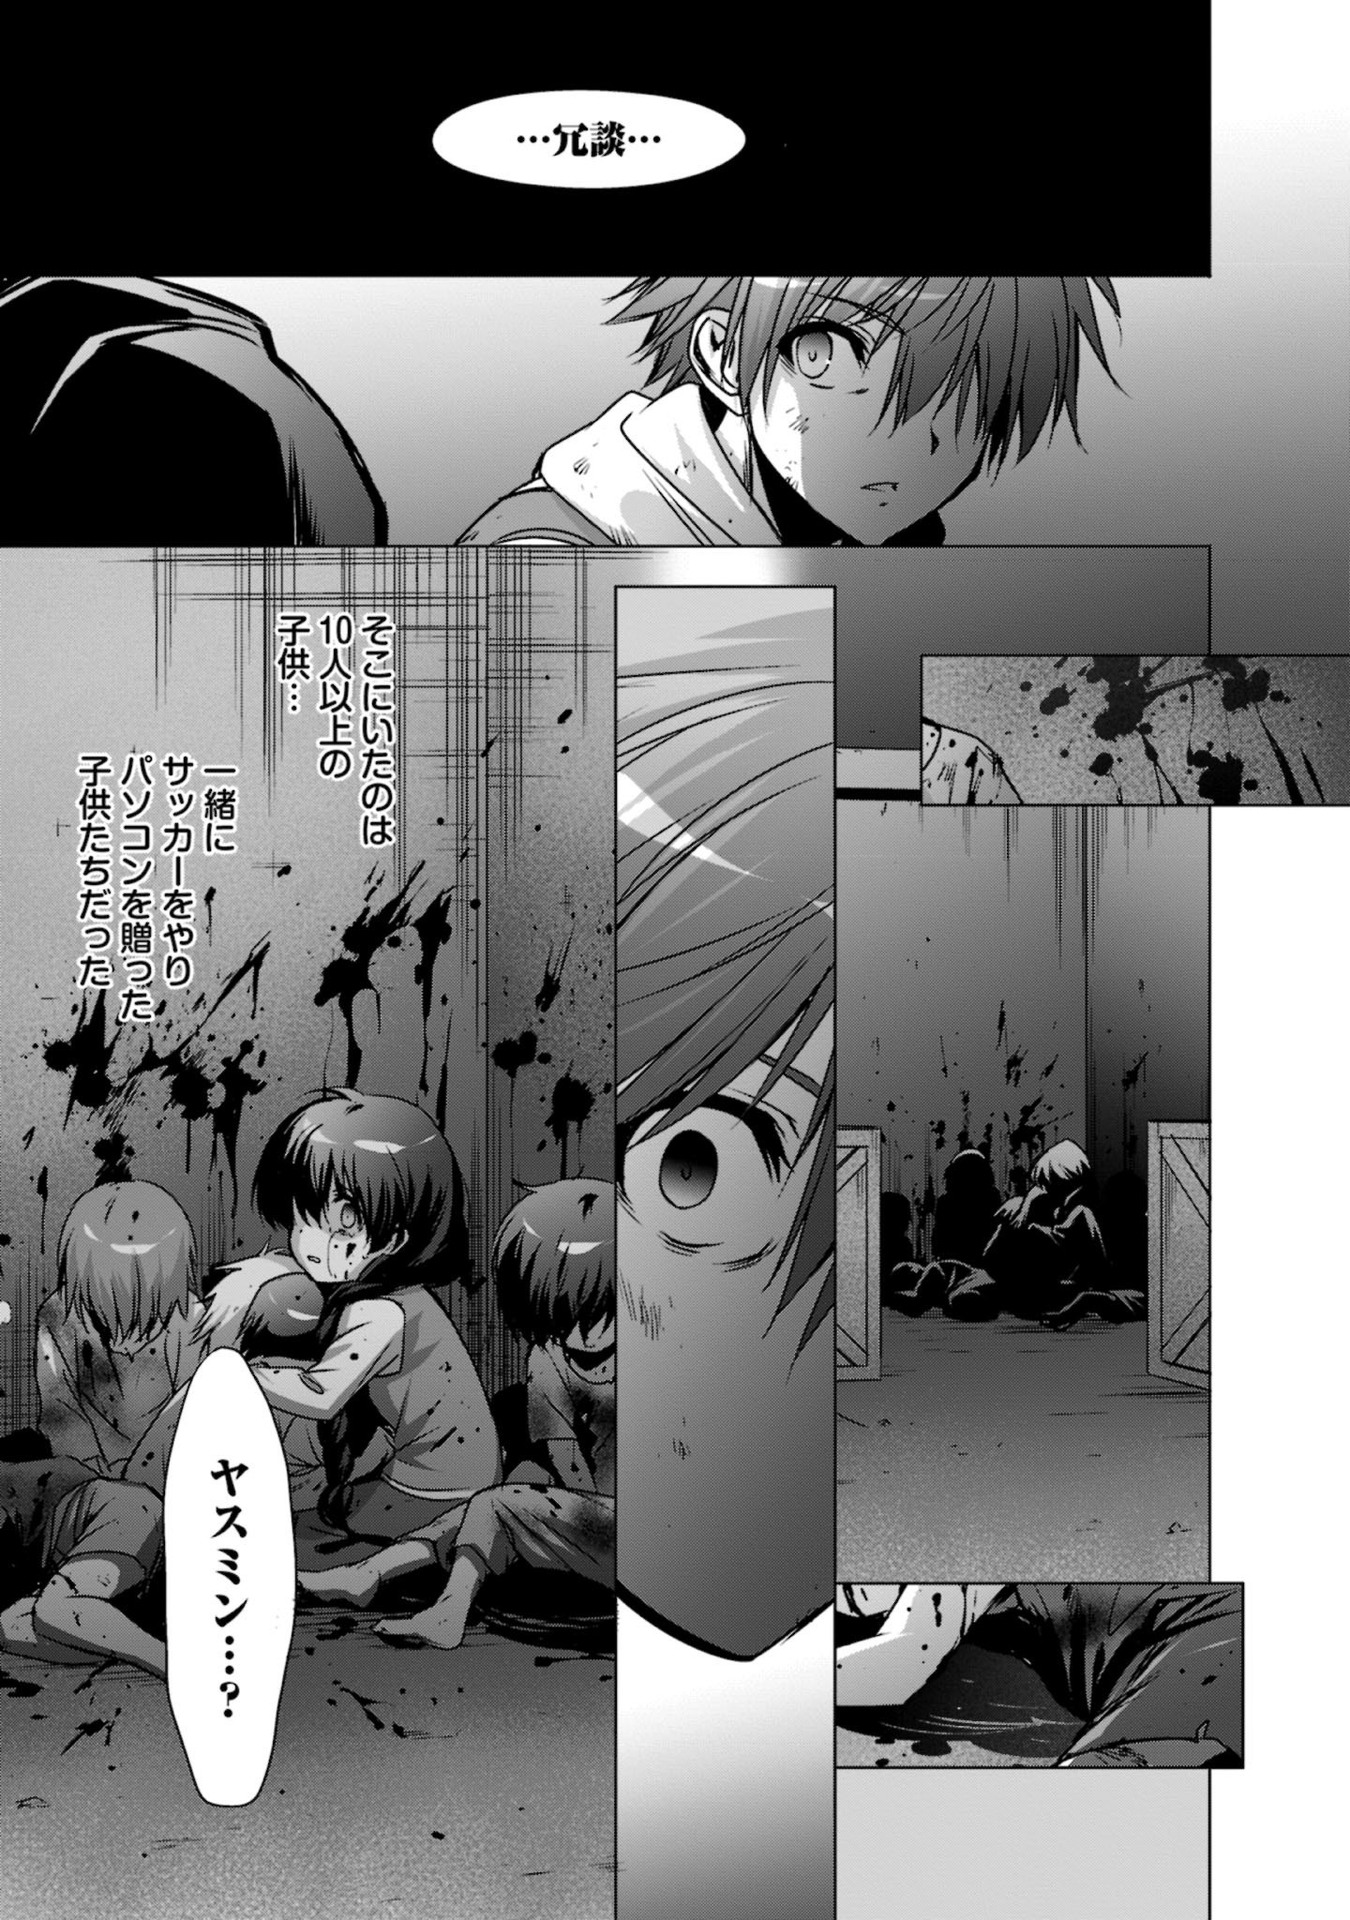 …冗談…
そこにいたのは
10人以上の
子供…
一緒に
サッカーをやり
パソコンを贈った
子供たちだった
ヤスミン…?